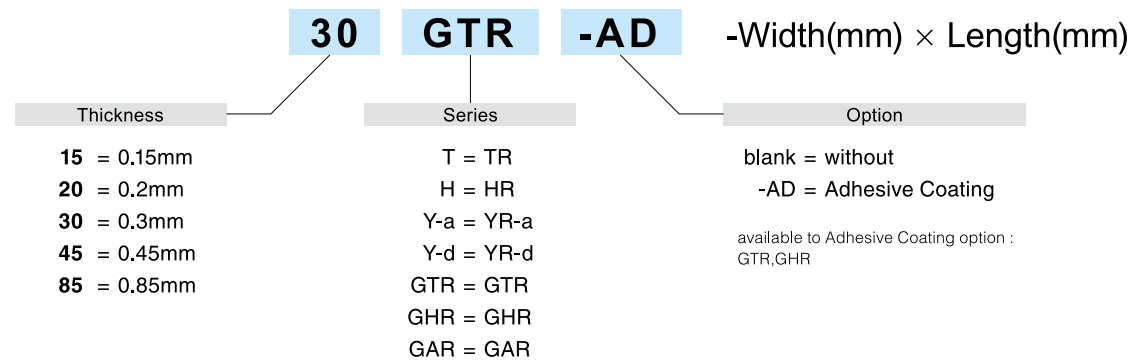 30 GTR -AD -Width(mm) × Length(mm)
Thickness
15 = 0.15mm
20 = 0.2mm
30 = 0.3mm
45 = 0.45mm
85 = 0.85mm
Series
T = TR
H = HR
Y-a = YR-a
Y-d = YR-d
GTR = GTR
GHR = GHR
GAR = GAR
Option
blank = without
-AD = Adhesive Coating
available to Adhesive Coating option :
GTR,GHR